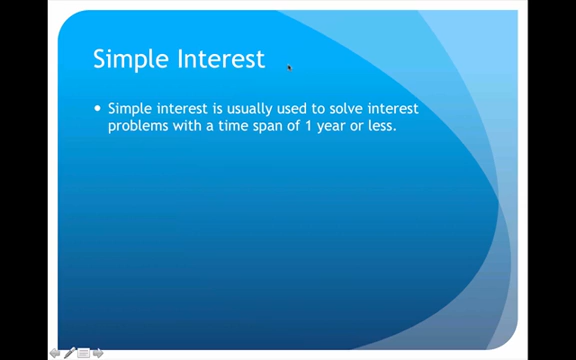 Simple Interest
• Simple interest is usually used to solve interest
problems with a time span of 1 year or less.